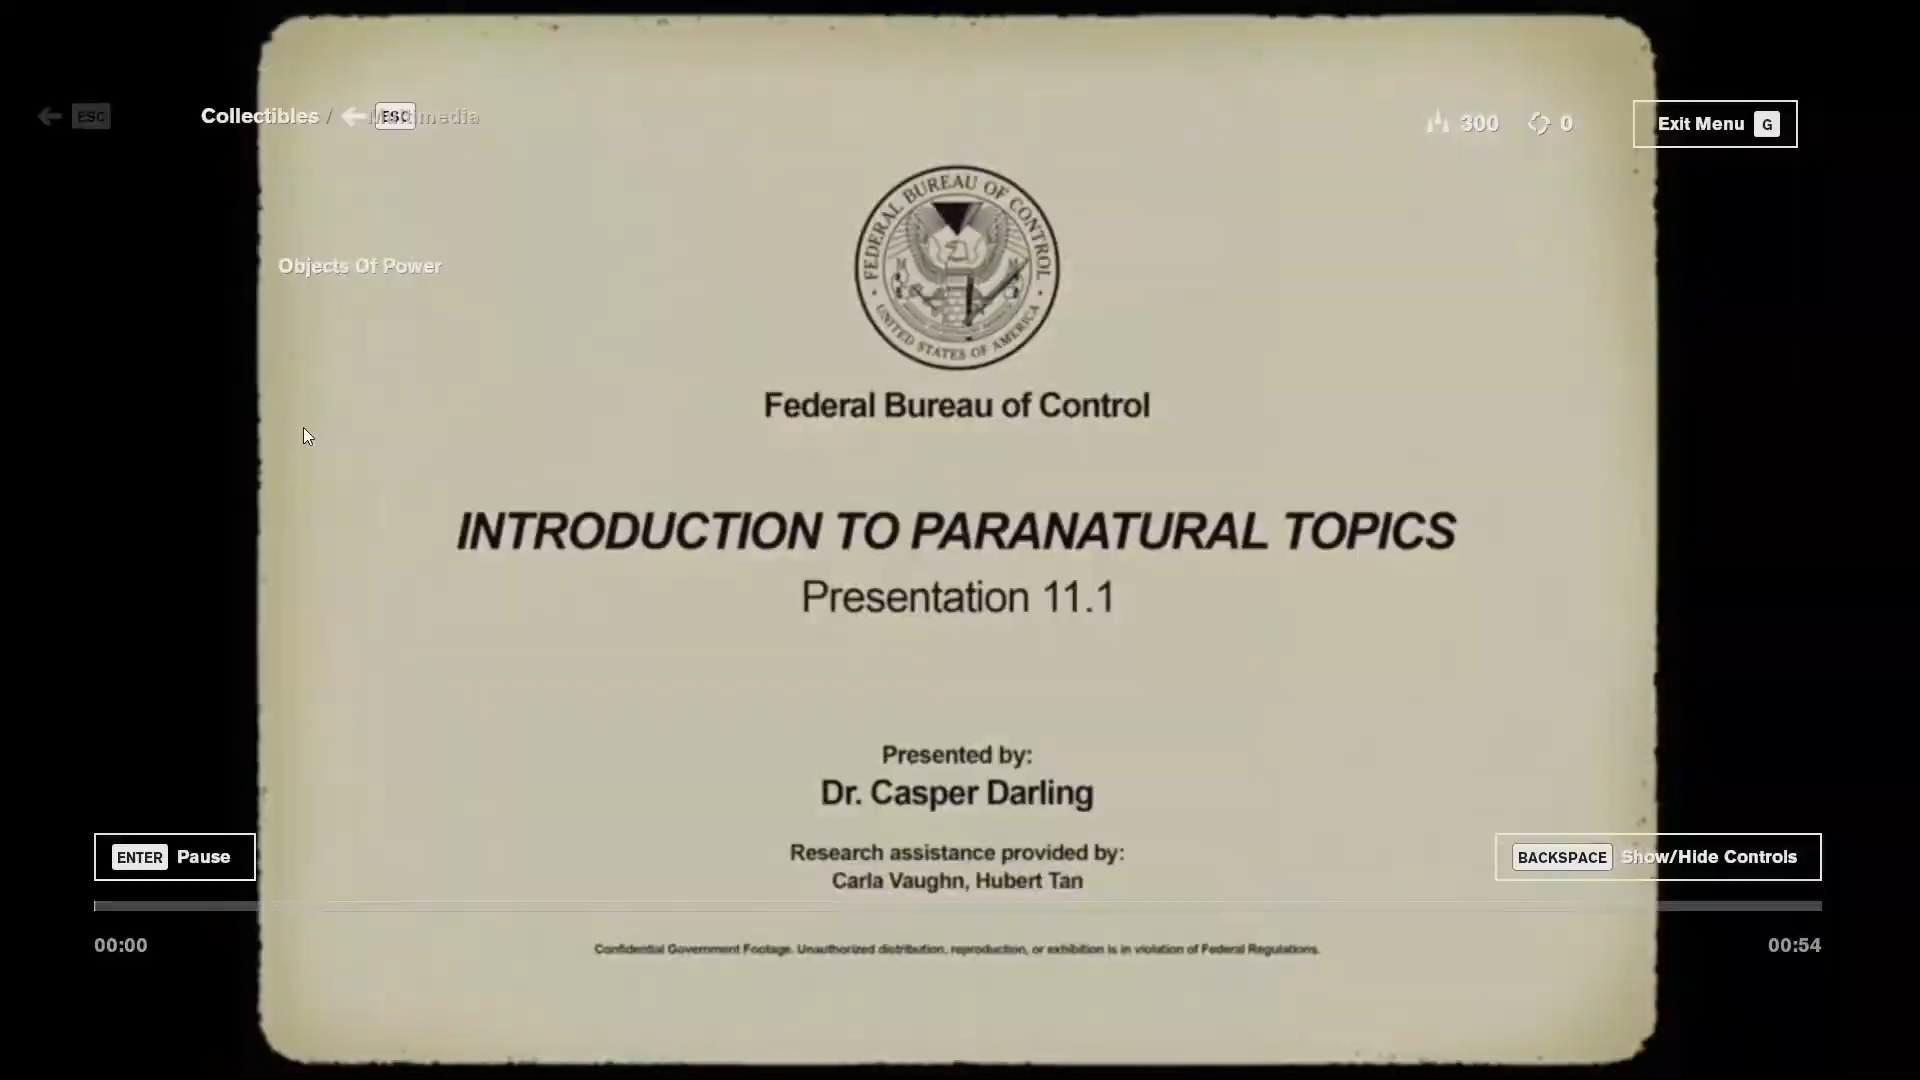 ESC
Collectibles / ESC Multimedia
300
0
Exit Menu G
FEDERAL BUREAU OF CONTROL
UNITED STATES OF AMERICA
Objects Of Power
Federal Bureau of Control
INTRODUCTION TO PARANATURAL TOPICS
Presentation 11.1
Presented by:
Dr. Casper Darling
ENTER Pause
BACKSPACE Show/Hide Controls
Research assistance provided by:
Carla Vaughn, Hubert Tan
00:00
00:54
Confidential Government Footage. Unauthorized distribution, reproduction, or exhibition is in violation of Federal Regulations.